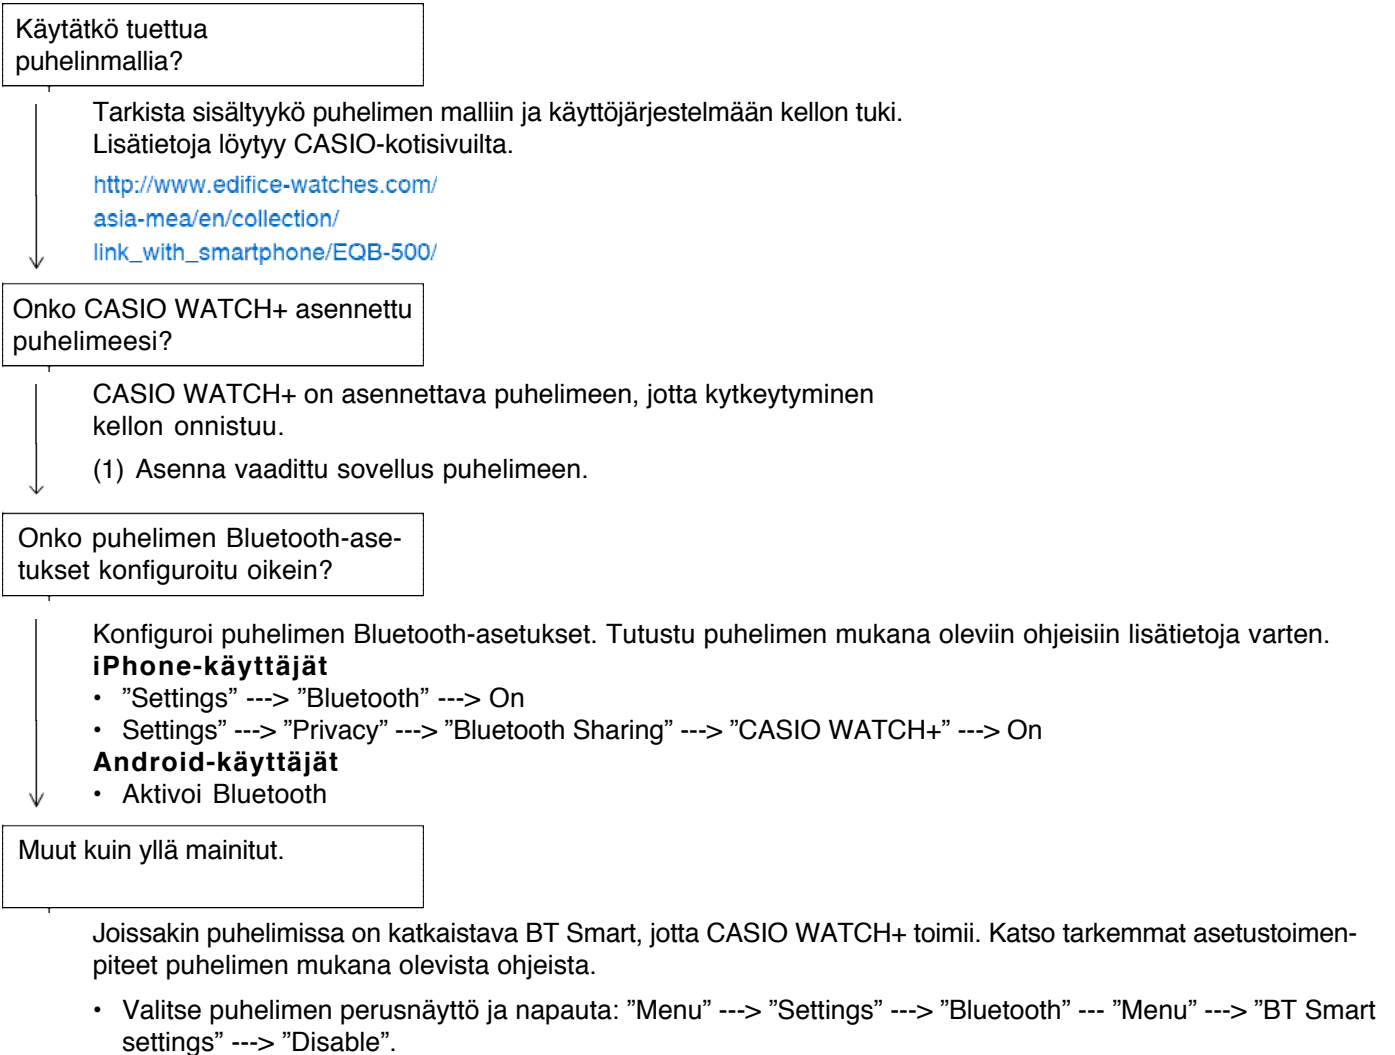 Käytätkö tuettua
puhelinmallia?
Tarkista sisältyykö puhelimen malliin ja käyttöjärjestelmään kellon tuki.
Lisätietoja löytyy CASIO-kotisivuilta.
http://www.edifice-watches.com/
asia-mea/en/collection/
link_with_smartphone/EQB-500/
Onko CASIO WATCH+ asennettu
puhelimeesi?
CASIO WATCH+ on asennettava puhelimeen, jotta kytkeytyminen
kellon onnistuu.
(1) Asenna vaadittu sovellus puhelimeen.
Onko puhelimen Bluetooth-ase-
tukset konfiguroitu oikein?
Konfiguroi puhelimen Bluetooth-asetukset. Tutustu puhelimen mukana oleviin ohjeisiin lisätietoja varten.
iPhone-käyttäjät
• ”Settings” ---> ”Bluetooth” ---> On
• Settings” ---> ”Privacy” ---> ”Bluetooth Sharing” ---> ”CASIO WATCH+” ---> On
Android-käyttäjät
• Aktivoi Bluetooth
Muut kuin yllä mainitut.
Joissakin puhelimissa on katkaistava BT Smart, jotta CASIO WATCH+ toimii. Katso tarkemmat asetustoimen-
piteet puhelimen mukana olevista ohjeista.
• Valitse puhelimen perusnäyttö ja napauta: ”Menu” ---> ”Settings” ---> ”Bluetooth” --- ”Menu” ---> ”BT Smart
settings” ---> ”Disable”.